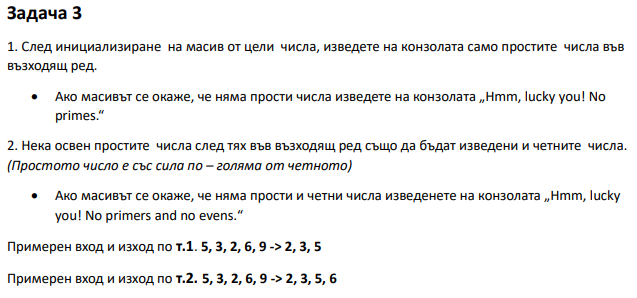 Задача 3
1. След инициализиране на масив от цели числа, изведете на конзолата само простите числа във
възходящ ред.
• Ако масивът се окаже, че няма прости числа изведете на конзолата „Hmm, lucky you! No
primes.“
2. Нека освен простите числа след тях във възходящ ред също да бъдат изведени и четните числа.
(Простото число е със сила по – голяма от четното)
• Ако масивът се окаже, че няма прости и четни числа изведенете на конзолата „Hmm, lucky
you! No primers and no evens.“
Примерен вход и изход по т.1. 5, 3, 2, 6, 9 -> 2, 3, 5
Примерен вход и изход по т.2. 5, 3, 2, 6, 9 -> 2, 3, 5, 6